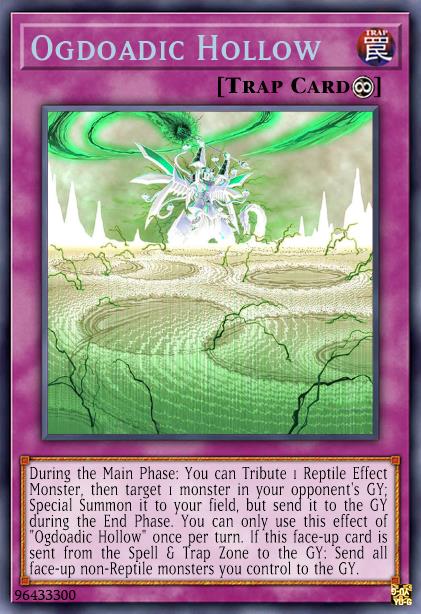 Ogdoadic Hollow
TRAP
罠
[Trap Card]
During the Main Phase: You can Tribute 1 Reptile Effect
Monster, then target 1 monster in your opponent's GY;
Special Summon it to your field, but send it to the GY
during the End Phase. You can only use this effect of
"Ogdoadic Hollow" once per turn. If this face-up card is
sent from the Spell & Trap Zone to the GY: Send all
face-up non-Reptile monsters you control to the GY.
96433300